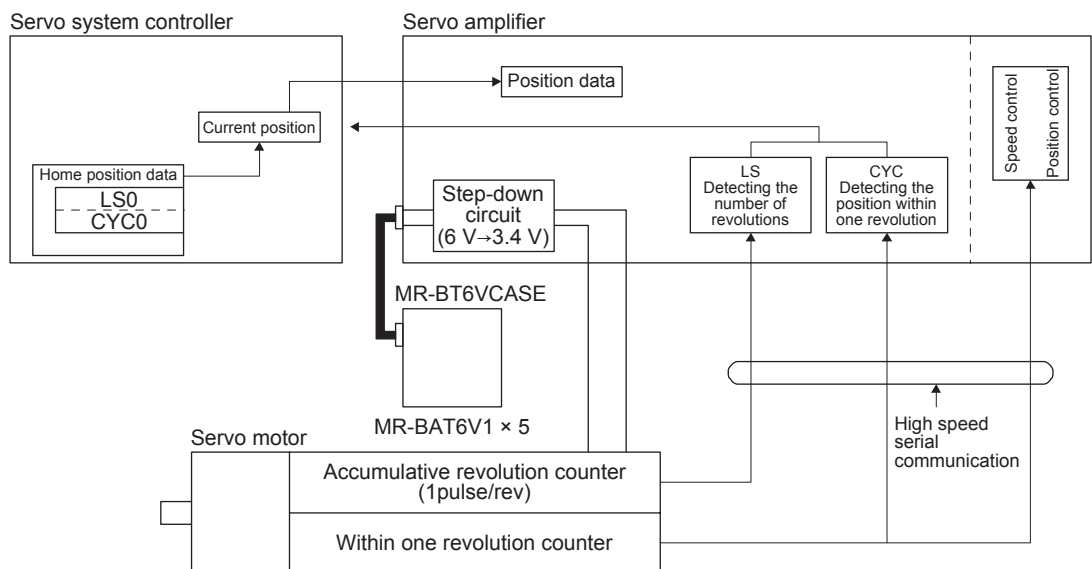 Servo system controller
Servo amplifier
Position data
Current position
Home position data
LS0
CYC0
Step-down
circuit
(6 V→3.4 V)
LS
Detecting the
number of
revolutions
CYC
Detecting the
position within
one revolution
Speed control
Position control
MR-BT6VCASE
MR-BAT6V1 × 5
High speed
serial
communication
Servo motor
Accumulative revolution counter
(1pulse/rev)
Within one revolution counter